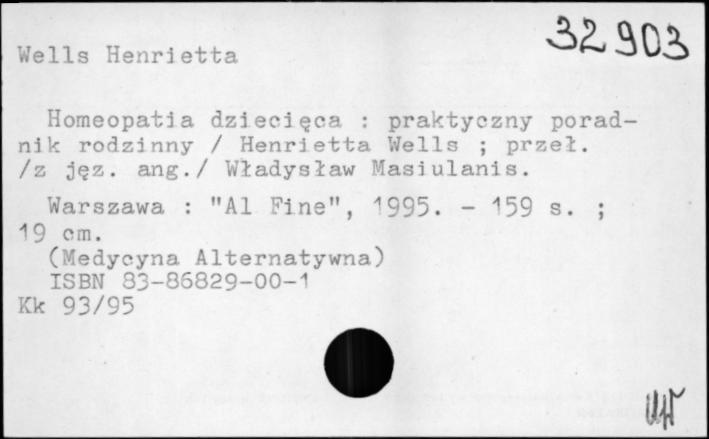 32903
Wells Henrietta
Homeopatia dziecięca : praktyczny porad-
nik rodzinny / Henrietta Wells ; przeł.
/z jęz. ang./ Władysław Masiulanis.
Warszawa : "Al Fine", 1995. - 159 s. ;
19 cm.
(Medycyna Alternatywna)
ISBN 83-86829-00-1
Kk 93/95